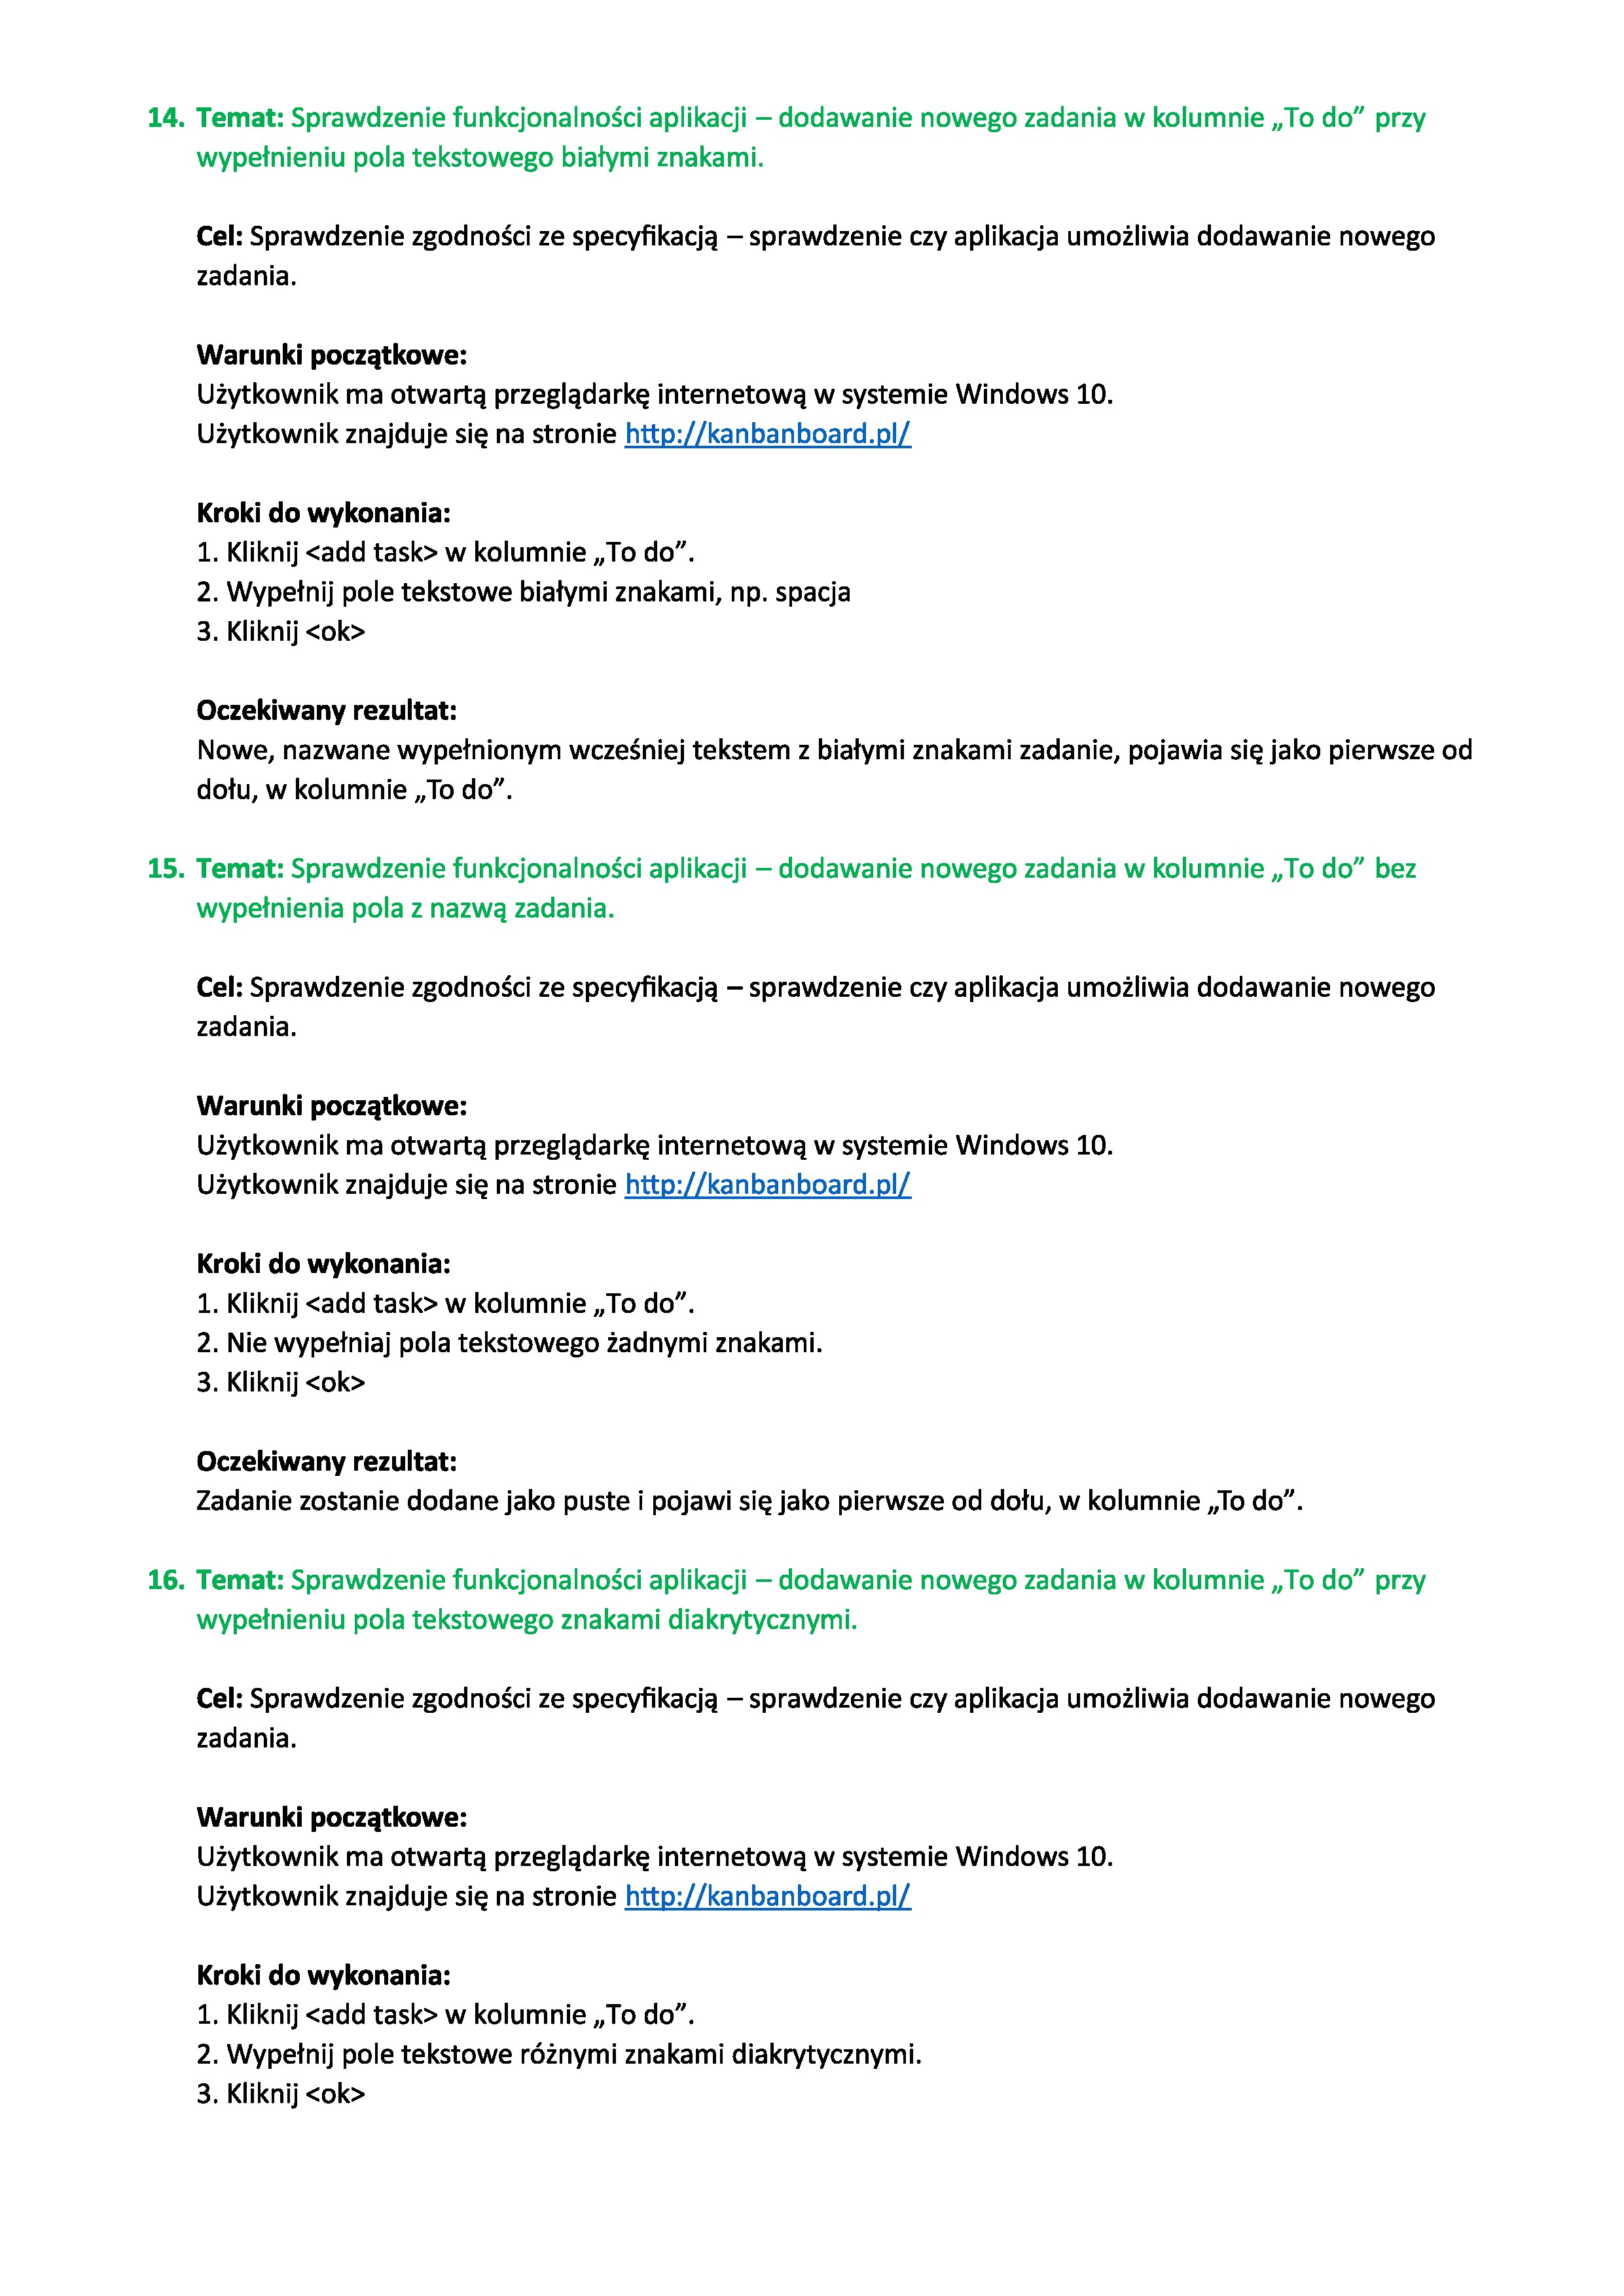 14. Temat: Sprawdzenie funkcjonalności aplikacji – dodawanie nowego zadania w kolumnie „To do” przy
wypełnieniu pola tekstowego białymi znakami.
Cel: Sprawdzenie zgodności ze specyfikacją – sprawdzenie czy aplikacja umożliwia dodawanie nowego
zadania.
Warunki początkowe:
Użytkownik ma otwartą przeglądarkę internetową w systemie Windows 10.
Użytkownik znajduje się na stronie http://kanbanboard.pl/
Kroki do wykonania:
1. Kliknij <add task> w kolumnie „To do”.
2. Wypełnij pole tekstowe białymi znakami, np. spacja
3. Kliknij <ok>
Oczekiwany rezultat:
Nowe, nazwane wypełnionym wcześniej tekstem z białymi znakami zadanie, pojawia się jako pierwsze od
dołu, w kolumnie „To do”.
15. Temat: Sprawdzenie funkcjonalności aplikacji – dodawanie nowego zadania w kolumnie „To do” bez
wypełnienia pola z nazwą zadania.
Cel: Sprawdzenie zgodności ze specyfikacją – sprawdzenie czy aplikacja umożliwia dodawanie nowego
zadania.
Warunki początkowe:
Użytkownik ma otwartą przeglądarkę internetową w systemie Windows 10.
Użytkownik znajduje się na stronie http://kanbanboard.pl/
Kroki do wykonania:
1. Kliknij <add task> w kolumnie „To do”.
2. Nie wypełniaj pola tekstowego żadnymi znakami.
3. Kliknij <ok>
Oczekiwany rezultat:
Zadanie zostanie dodane jako puste i pojawi się jako pierwsze od dołu, w kolumnie „To do”.
16. Temat: Sprawdzenie funkcjonalności aplikacji – dodawanie nowego zadania w kolumnie „To do” przy
wypełnieniu pola tekstowego znakami diakrytycznymi.
Cel: Sprawdzenie zgodności ze specyfikacją – sprawdzenie czy aplikacja umożliwia dodawanie nowego
zadania.
Warunki początkowe:
Użytkownik ma otwartą przeglądarkę internetową w systemie Windows 10.
Użytkownik znajduje się na stronie http://kanbanboard.pl/
Kroki do wykonania:
1. Kliknij <add task> w kolumnie „To do”.
2. Wypełnij pole tekstowe różnymi znakami diakrytycznymi.
3. Kliknij <ok>